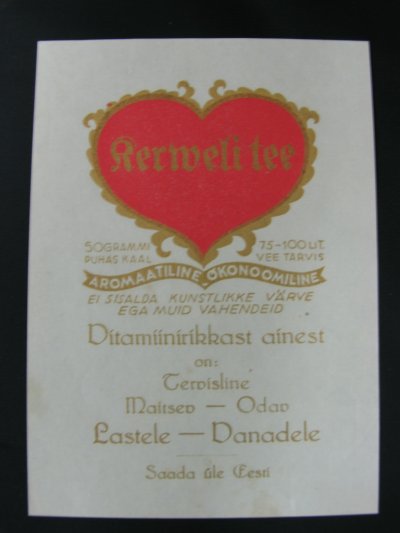 Kerweli tee
50 GRAMMI PUHAS KAAL
75-100 LIT. VEE TARVIS
AROMAATILINE, ÖKONOOMILINE
EI SISALDA KUNSTLIKKE VÄRVE
EGA MUID VAHENDEID
Vitamiinirikkast ainest
on:
Tervisline
Maitsev — Odav
Lastele — Vanadele
Saada üle Eesti